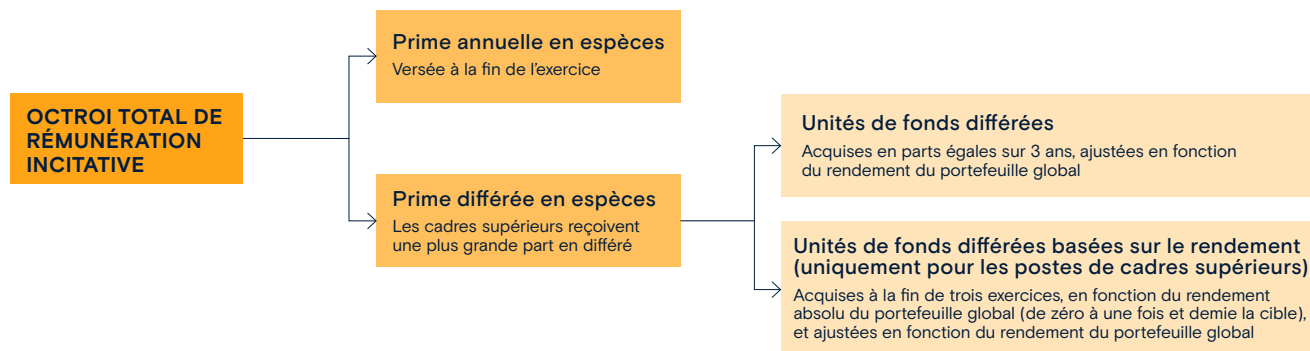 OCTROI TOTAL DE
RÉMUNÉRATION
INCITATIVE
Prime annuelle en espèces
Versée à la fin de l’exercice
Prime différée en espèces
Les cadres supérieurs reçoivent
une plus grande part en différé
Unités de fonds différées
Acquises en parts égales sur 3 ans, ajustées en fonction
du rendement du portefeuille global
Unités de fonds différées basées sur le rendement
(uniquement pour les postes de cadres supérieurs)
Acquises à la fin de trois exercices, en fonction du rendement
absolu du portefeuille global (de zéro à une fois et demie la cible),
et ajustées en fonction du rendement du portefeuille global